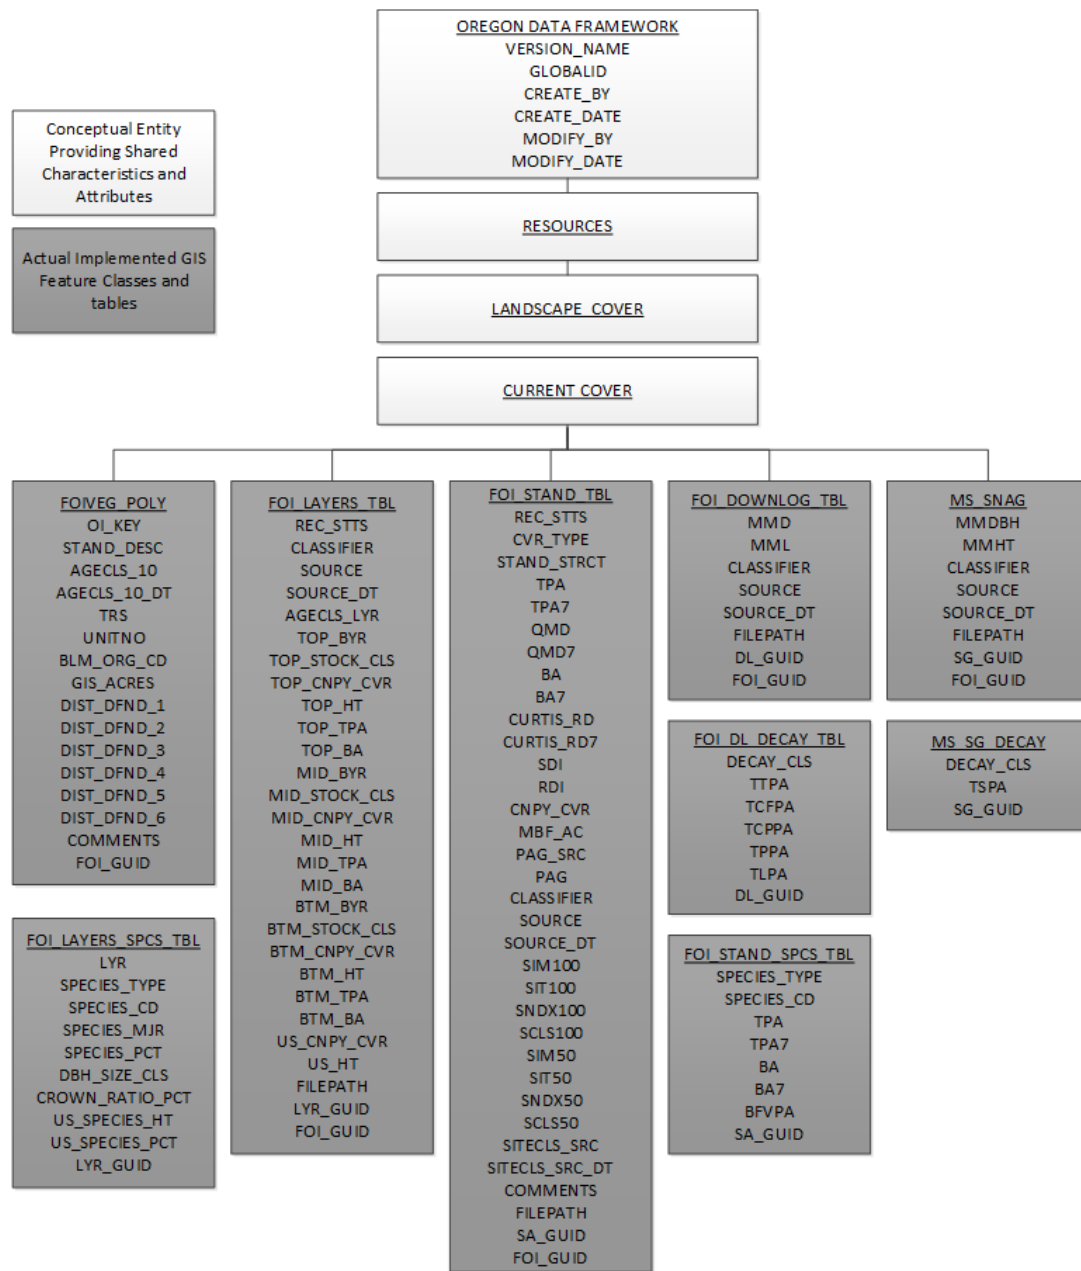 OREGON DATA FRAMEWORK
VERSION_NAME
GLOBALID
CREATE_BY
CREATE_DATE
MODIFY_BY
MODIFY_DATE
Conceptual Entity
Providing Shared
Characteristics and
Attributes
Actual Implemented GIS
Feature Classes and
tables
RESOURCES
LANDSCAPE_COVER
CURRENT COVER
FOIVEG_POLY
OI_KEY
STAND_DESC
AGECLS_10
AGECLS_10_DT
TRS
UNITNO
BLM_ORG_CD
GIS_ACRES
DIST_DFND_1
DIST_DFND_2
DIST_DFND_3
DIST_DFND_4
DIST_DFND_5
DIST_DFND_6
COMMENTS
FOI_GUID
FOI_LAYERS_SPCS_TBL
LYR
SPECIES_TYPE
SPECIES_CD
SPECIES_MJR
SPECIES_PCT
DBH_SIZE_CLS
CROWN_RATIO_PCT
US_SPECIES_HT
US_SPECIES_PCT
LYR_GUID
FOI_LAYERS_TBL
REC_STTS
CLASSIFIER
SOURCE
SOURCE_DT
AGECLS_LYR
TOP_BYR
TOP_STOCK_CLS
TOP_CNPY_CVR
TOP_HT
TOP_TPA
TOP_BA
MID_BYR
MID_STOCK_CLS
MID_CNPY_CVR
MID_HT
MID_TPA
MID_BA
BTM_BYR
BTM_STOCK_CLS
BTM_CNPY_CVR
BTM_HT
BTM_TPA
BTM_BA
US_CNPY_CVR
US_HT
FILEPATH
LYR_GUID
FOI_GUID
FOI_STAND_TBL
REC_STTS
CVR_TYPE
STAND_STRCT
TPA
TPA7
QMD
QMD7
BA
BA7
CURTIS_RD
CURTIS_RD7
SDI
RDI
CNPY_CVR
MBF_AC
PAG_SRC
PAG
CLASSIFIER
SOURCE
SOURCE_DT
SIM100
SIT100
SNDX100
SCLS100
SIM50
SIT50
SNDX50
SCLS50
SITECLS_SRC
SITECLS_SRC_DT
COMMENTS
FILEPATH
SA_GUID
FOI_GUID
FOI_DOWNLOG_TBL
MMD
MML
CLASSIFIER
SOURCE
SOURCE_DT
FILEPATH
DL_GUID
FOI_GUID
FOI_DL_DECAY_TBL
DECAY_CLS
TTPA
TCFPA
TCPPA
TPPA
TLPA
DL_GUID
FOI_STAND_SPCS_TBL
SPECIES_TYPE
SPECIES_CD
TPA
TPA7
BA
BA7
BFVPA
SA_GUID
MS_SNAG
MMDBH
MMHT
CLASSIFIER
SOURCE
SOURCE_DT
FILEPATH
SG_GUID
FOI_GUID
MS_SG_DECAY
DECAY_CLS
TSPA
SG_GUID